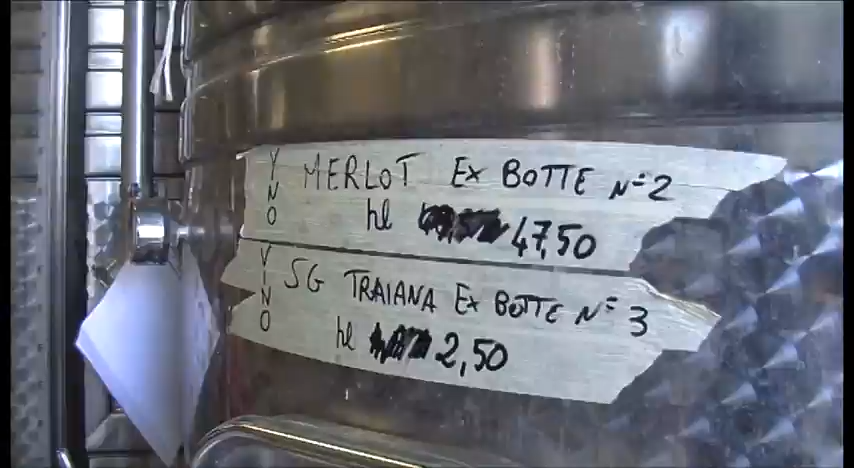 VINO MERLOT Ex BOTTE N° 2
hl 47,50
VINO SG TRAIANA Ex BOTTE N° 3
hl 2,50